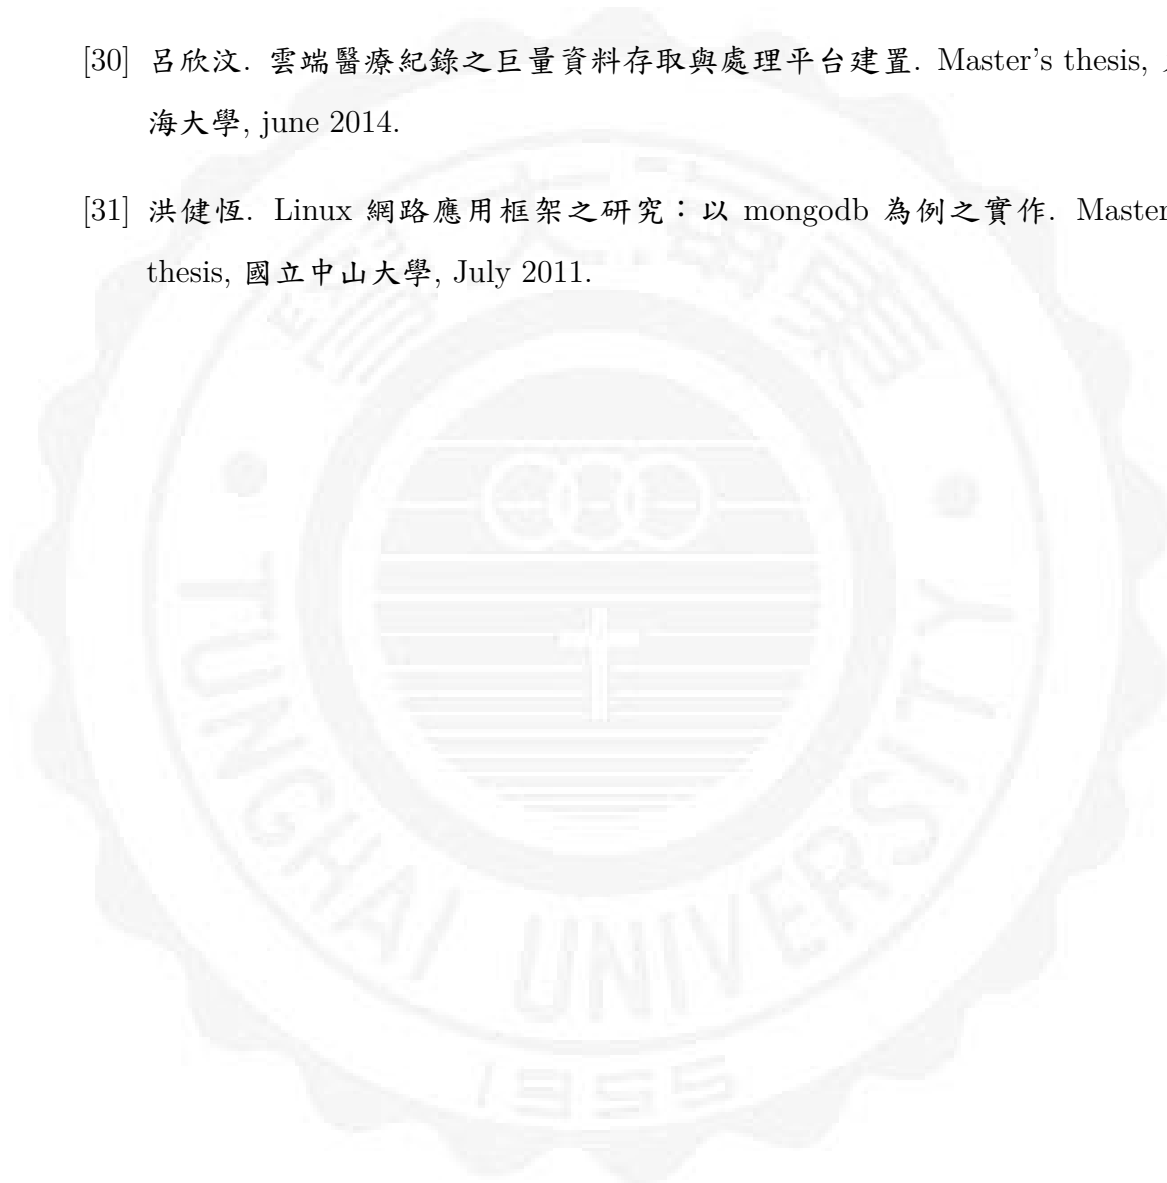 [30] 呂欣汶. 雲端醫療紀錄之巨量資料存取與處理平台建置. Master's thesis,
海大學, june 2014.
[31] 洪健恆. Linux 網路應用框架之研究：以 mongodb 為例之實作. Master
thesis, 國立中山大學, July 2011.
TUNGHAI UNIVERSITY
1955